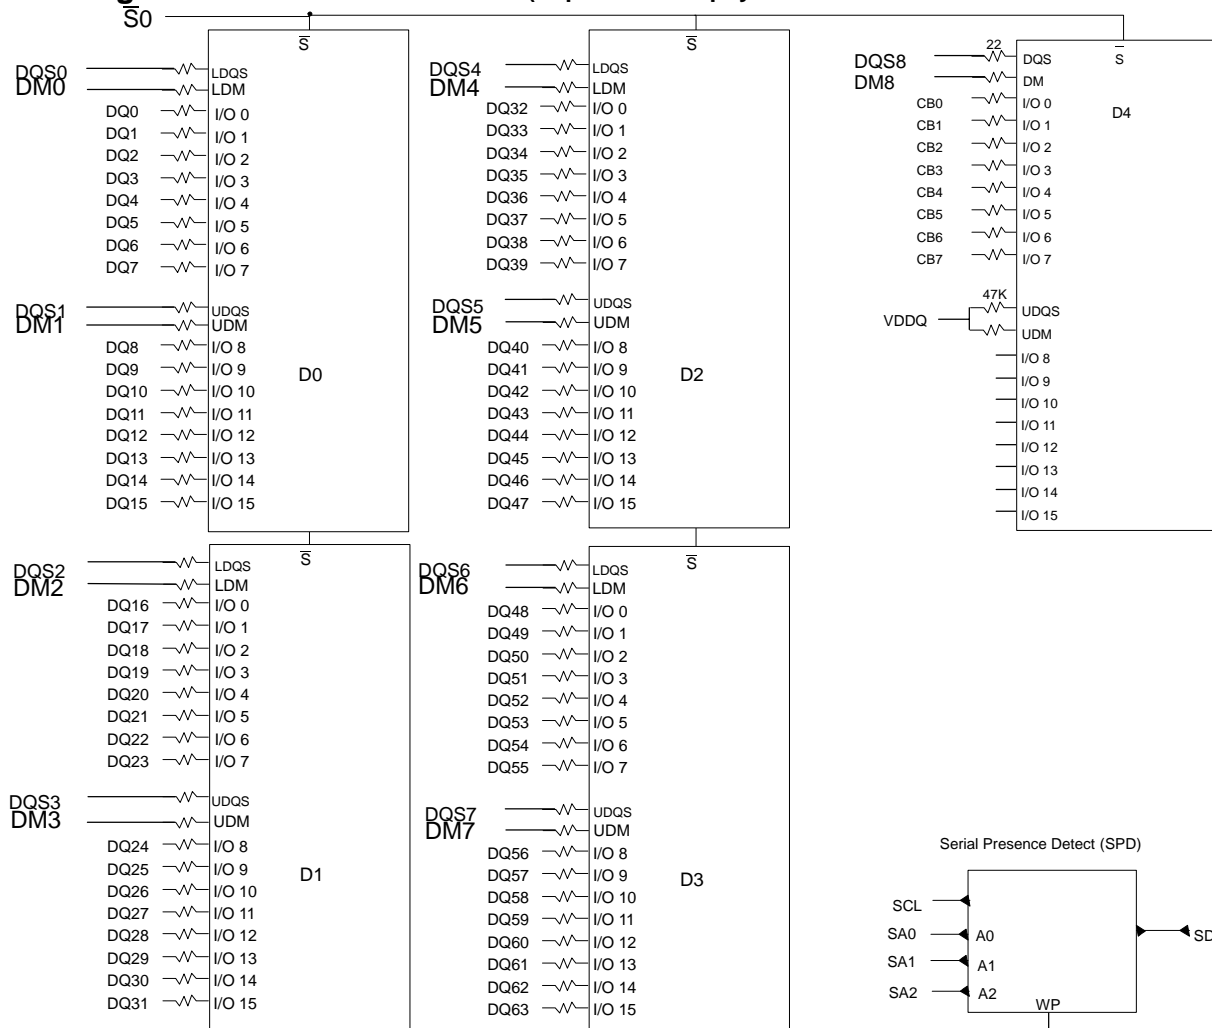 S0
S
DQS0 LDQS
DM0 LDM
DQ0 I/O 0
DQ1 I/O 1
DQ2 I/O 2
DQ3 I/O 3
DQ4 I/O 4
DQ5 I/O 5
DQ6 I/O 6
DQ7 I/O 7
DQS1 UDQS
DM1 UDM
DQ8 I/O 8
DQ9 I/O 9
D0
DQ10 I/O 10
DQ11 I/O 11
DQ12 I/O 12
DQ13 I/O 13
DQ14 I/O 14
DQ15 I/O 15
S
DQS2 LDQS
DM2 LDM
DQ16 I/O 0
DQ17 I/O 1
DQ18 I/O 2
DQ19 I/O 3
DQ20 I/O 4
DQ21 I/O 5
DQ22 I/O 6
DQ23 I/O 7
DQS3 UDQS
DM3 UDM
DQ24 I/O 8
DQ25 I/O 9
D1
DQ26 I/O 10
DQ27 I/O 11
DQ28 I/O 12
DQ29 I/O 13
DQ30 I/O 14
DQ31 I/O 15
S
DQS4 LDQS
DM4 LDM
DQ32 I/O 0
DQ33 I/O 1
DQ34 I/O 2
DQ35 I/O 3
DQ36 I/O 4
DQ37 I/O 5
DQ38 I/O 6
DQ39 I/O 7
DQS5 UDQS
DM5 UDM
DQ40 I/O 8
DQ41 I/O 9
D2
DQ42 I/O 10
DQ43 I/O 11
DQ44 I/O 12
DQ45 I/O 13
DQ46 I/O 14
DQ47 I/O 15
S
DQS6 LDQS
DM6 LDM
DQ48 I/O 0
DQ49 I/O 1
DQ50 I/O 2
DQ51 I/O 3
DQ52 I/O 4
DQ53 I/O 5
DQ54 I/O 6
DQ55 I/O 7
DQS7 UDQS
DM7 UDM
DQ56 I/O 8
DQ57 I/O 9
D3
DQ58 I/O 10
DQ59 I/O 11
DQ60 I/O 12
DQ61 I/O 13
DQ62 I/O 14
DQ63 I/O 15
22
S
DQS8 DQS
DM8 DM
CB0 I/O 0
D4
CB1 I/O 1
CB2 I/O 2
CB3 I/O 3
CB4 I/O 4
CB5 I/O 5
CB6 I/O 6
CB7 I/O 7
47K
UDQS
VDDQ
UDM
I/O 8
I/O 9
I/O 10
I/O 11
I/O 12
I/O 13
I/O 14
I/O 15
Serial Presence Detect (SPD)
SCL
SA0 A0
SD
SA1 A1
SA2 A2
WP